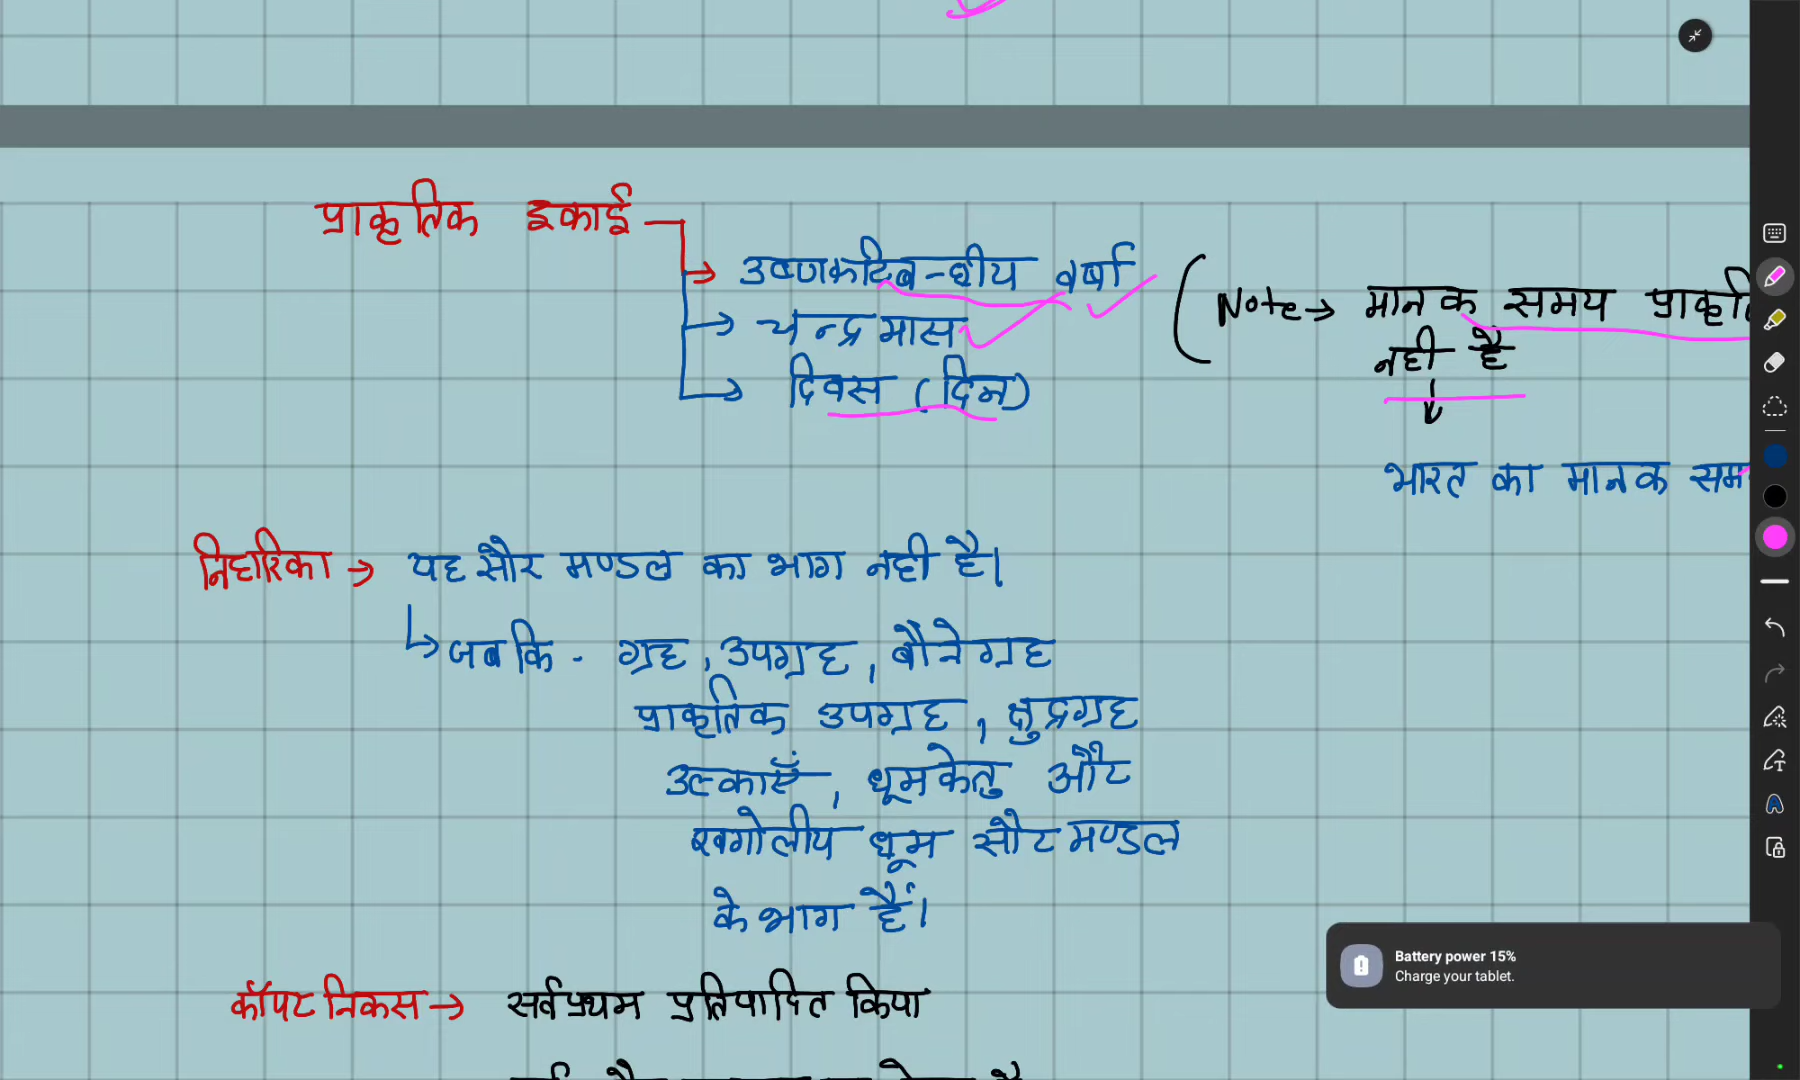 प्राकृतिक इकाई
उष्णकटिबन्धीय वर्षा
चन्द्रमास
दिवस (दिन)
Note → मानक समय प्राकृति
नही है
भारत का मानक सम
निहारिका → यह सौर मण्डल का भाग नही है।
जबकि - ग्रह, उपग्रह, बौने ग्रह
प्राकृतिक उपग्रह, क्षुद्रग्रह
उल्काएँ, धूमकेतु और
खगोलीय धूम सौर मण्डल
के भाग हैं।
कॉपरनिकस → सर्वप्रथम प्रतिपादित किया
Battery power 15%
Charge your tablet.